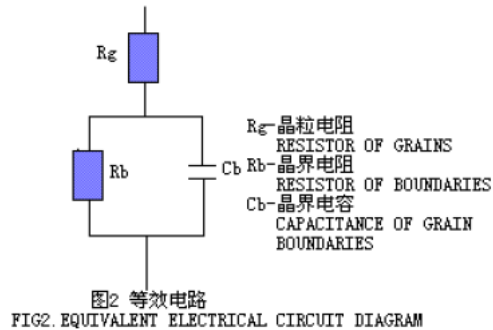 Rg
Rb
Cb
Rg-晶粒电阻
RESISTOR OF GRAINS
Rb-晶界电阻
RESISTOR OF BOUNDARIES
Cb-晶界电容
CAPACITANCE OF GRAIN
BOUNDARIES
图2 等效电路
FIG2.EQUIVALENT ELECTRICAL CIRCUIT DIAGRAM